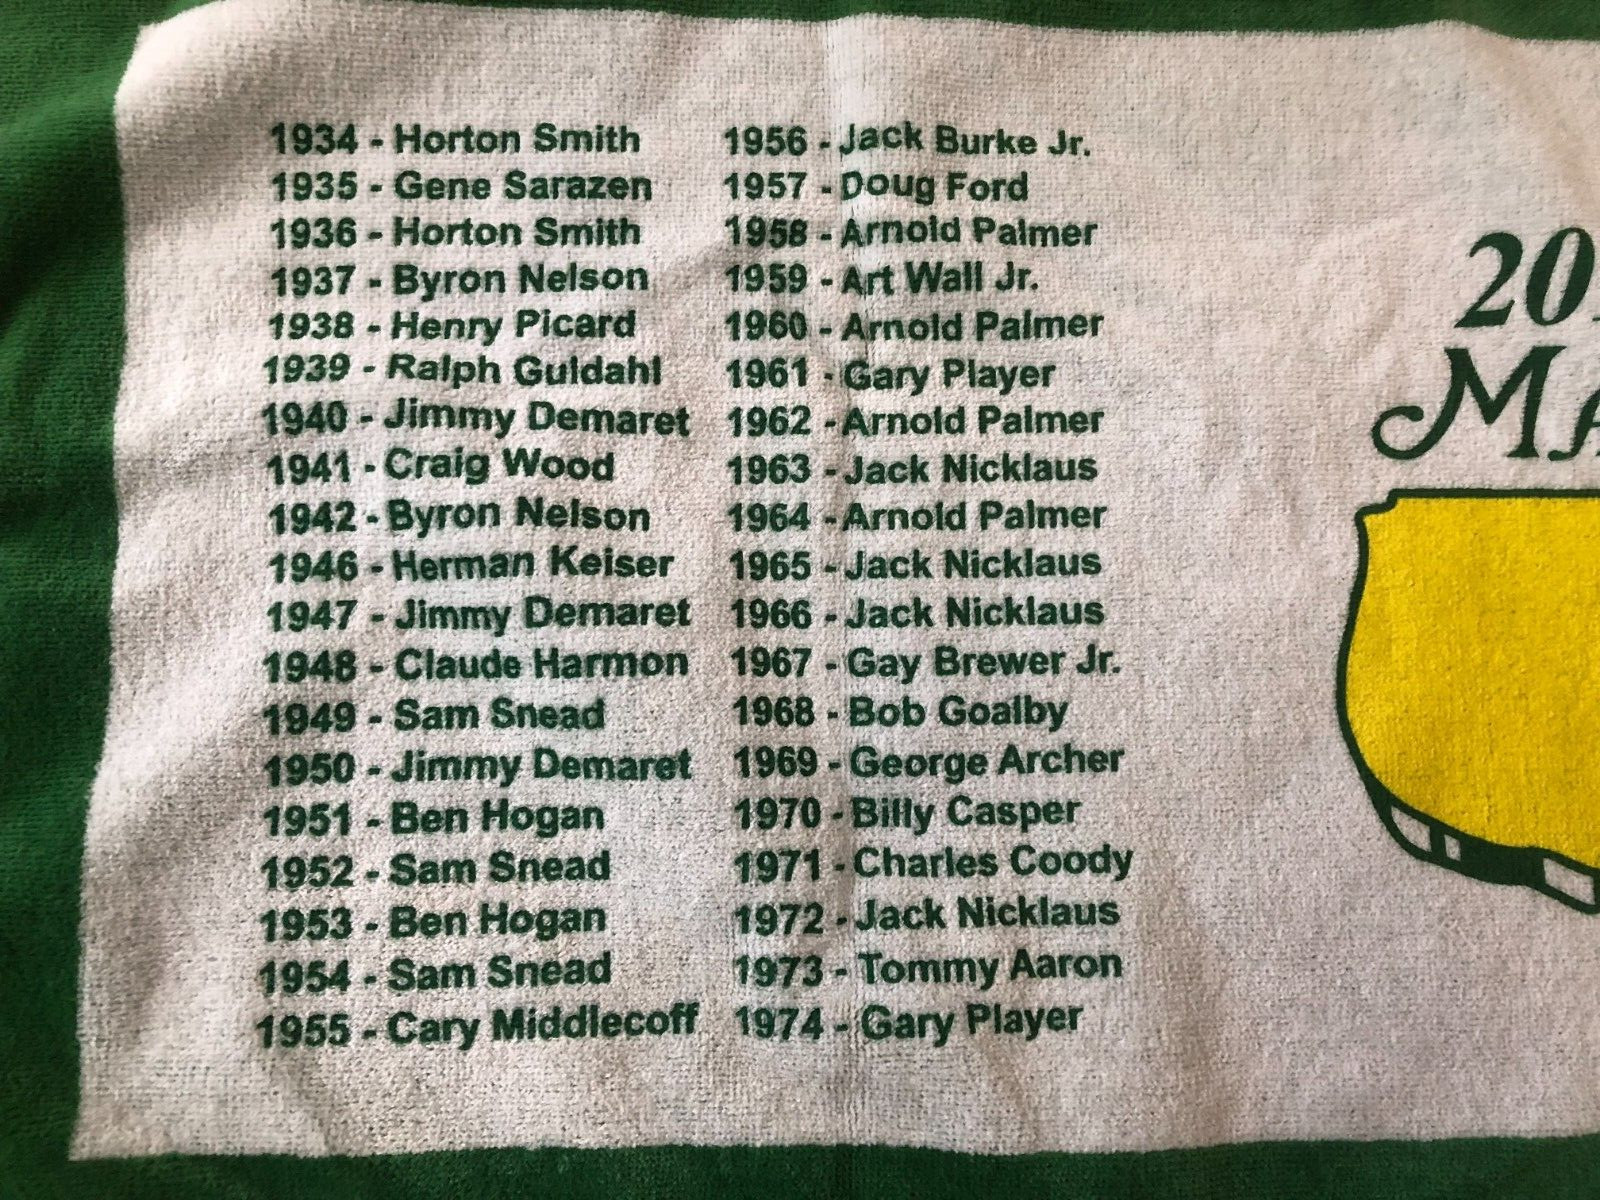 1934 - Horton Smith
1935 - Gene Sarazen
1936 - Horton Smith
1937 - Byron Nelson
1938 - Henry Picard
1939 - Ralph Guldahl
1940 - Jimmy Demaret
1941 - Craig Wood
1942 - Byron Nelson
1946 - Herman Keiser
1947 - Jimmy Demaret
1948 - Claude Harmon
1949 - Sam Snead
1950 - Jimmy Demaret
1951 - Ben Hogan
1952 - Sam Snead
1953 - Ben Hogan
1954 - Sam Snead
1955 - Cary Middlecoff
1956 - Jack Burke Jr.
1957 - Doug Ford
1958 - Arnold Palmer
1959 - Art Wall Jr.
1960 - Arnold Palmer
1961 - Gary Player
1962 - Arnold Palmer
1963 - Jack Nicklaus
1964 - Arnold Palmer
1965 - Jack Nicklaus
1966 - Jack Nicklaus
1967 - Gay Brewer Jr.
1968 - Bob Goalby
1969 - George Archer
1970 - Billy Casper
1971 - Charles Coody
1972 - Jack Nicklaus
1973 - Tommy Aaron
1974 - Gary Player